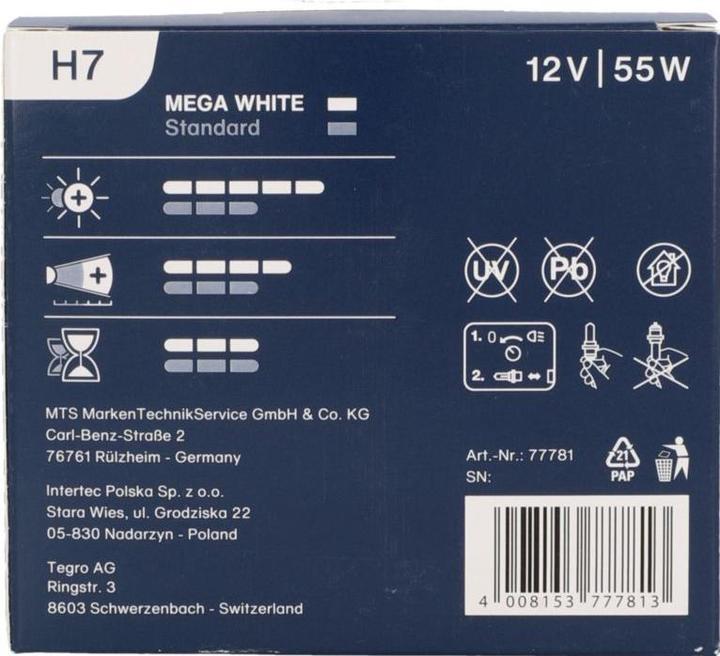 H7
12V | 55W
MEGA WHITE
Standard
UV
Pb
1. 0
2.
MTS MarkenTechnikService GmbH & Co. KG
Carl-Benz-Straße 2
76761 Rülzheim - Germany
Intertec Polska Sp. z o.o.
Stara Wies, ul. Grodziska 22
05-830 Nadarzyn - Poland
Tegro AG
Ringstr. 3
8603 Schwerzenbach - Switzerland
Art.-Nr.: 77781
SN:
21
PAP
4 008153 777813